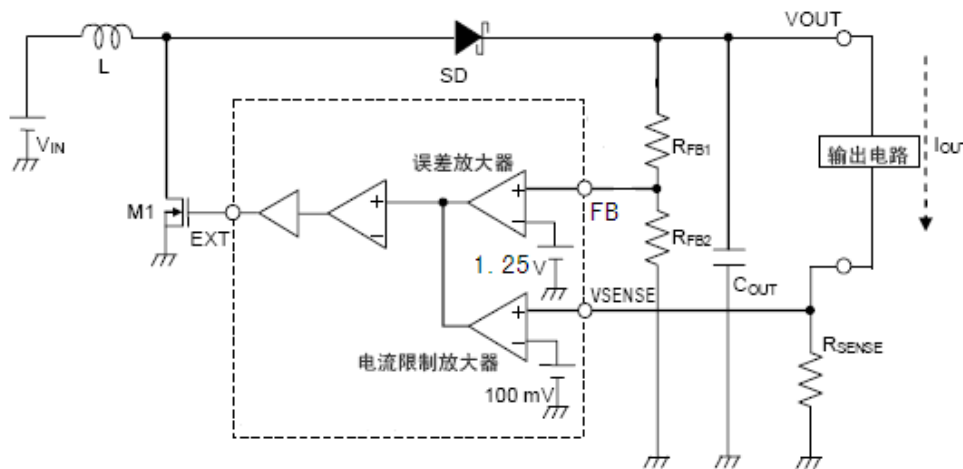 VOUT
L
SD
VIN
RFB1
输出电路
IOUT
误差放大器
+
-
M1
EXT
+
-
FB
RFB2
1.25V
COUT
VSENSE
+
-
RSENSE
电流限制放大器
100 mV